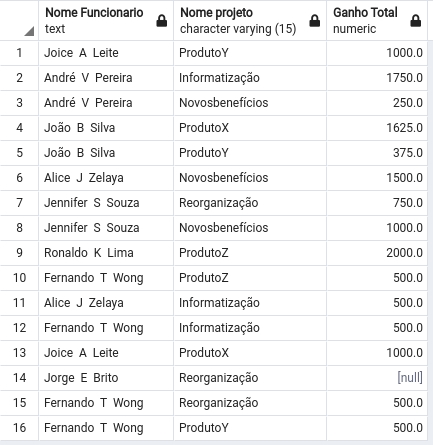 Nome Funcionario Nome projeto Ganho Total
text character varying (15) numeric
1 Joice A Leite ProdutoY 1000.0
2 André V Pereira Informatização 1750.0
3 André V Pereira Novosbenefícios 250.0
4 João B Silva ProdutoX 1625.0
5 João B Silva ProdutoY 375.0
6 Alice J Zelaya Novosbenefícios 1500.0
7 Jennifer S Souza Reorganização 750.0
8 Jennifer S Souza Novosbenefícios 1000.0
9 Ronaldo K Lima ProdutoZ 2000.0
10 Fernando T Wong ProdutoZ 500.0
11 Alice J Zelaya Informatização 500.0
12 Fernando T Wong Informatização 500.0
13 Joice A Leite ProdutoX 1000.0
14 Jorge E Brito Reorganização [null]
15 Fernando T Wong Reorganização 500.0
16 Fernando T Wong ProdutoY 500.0